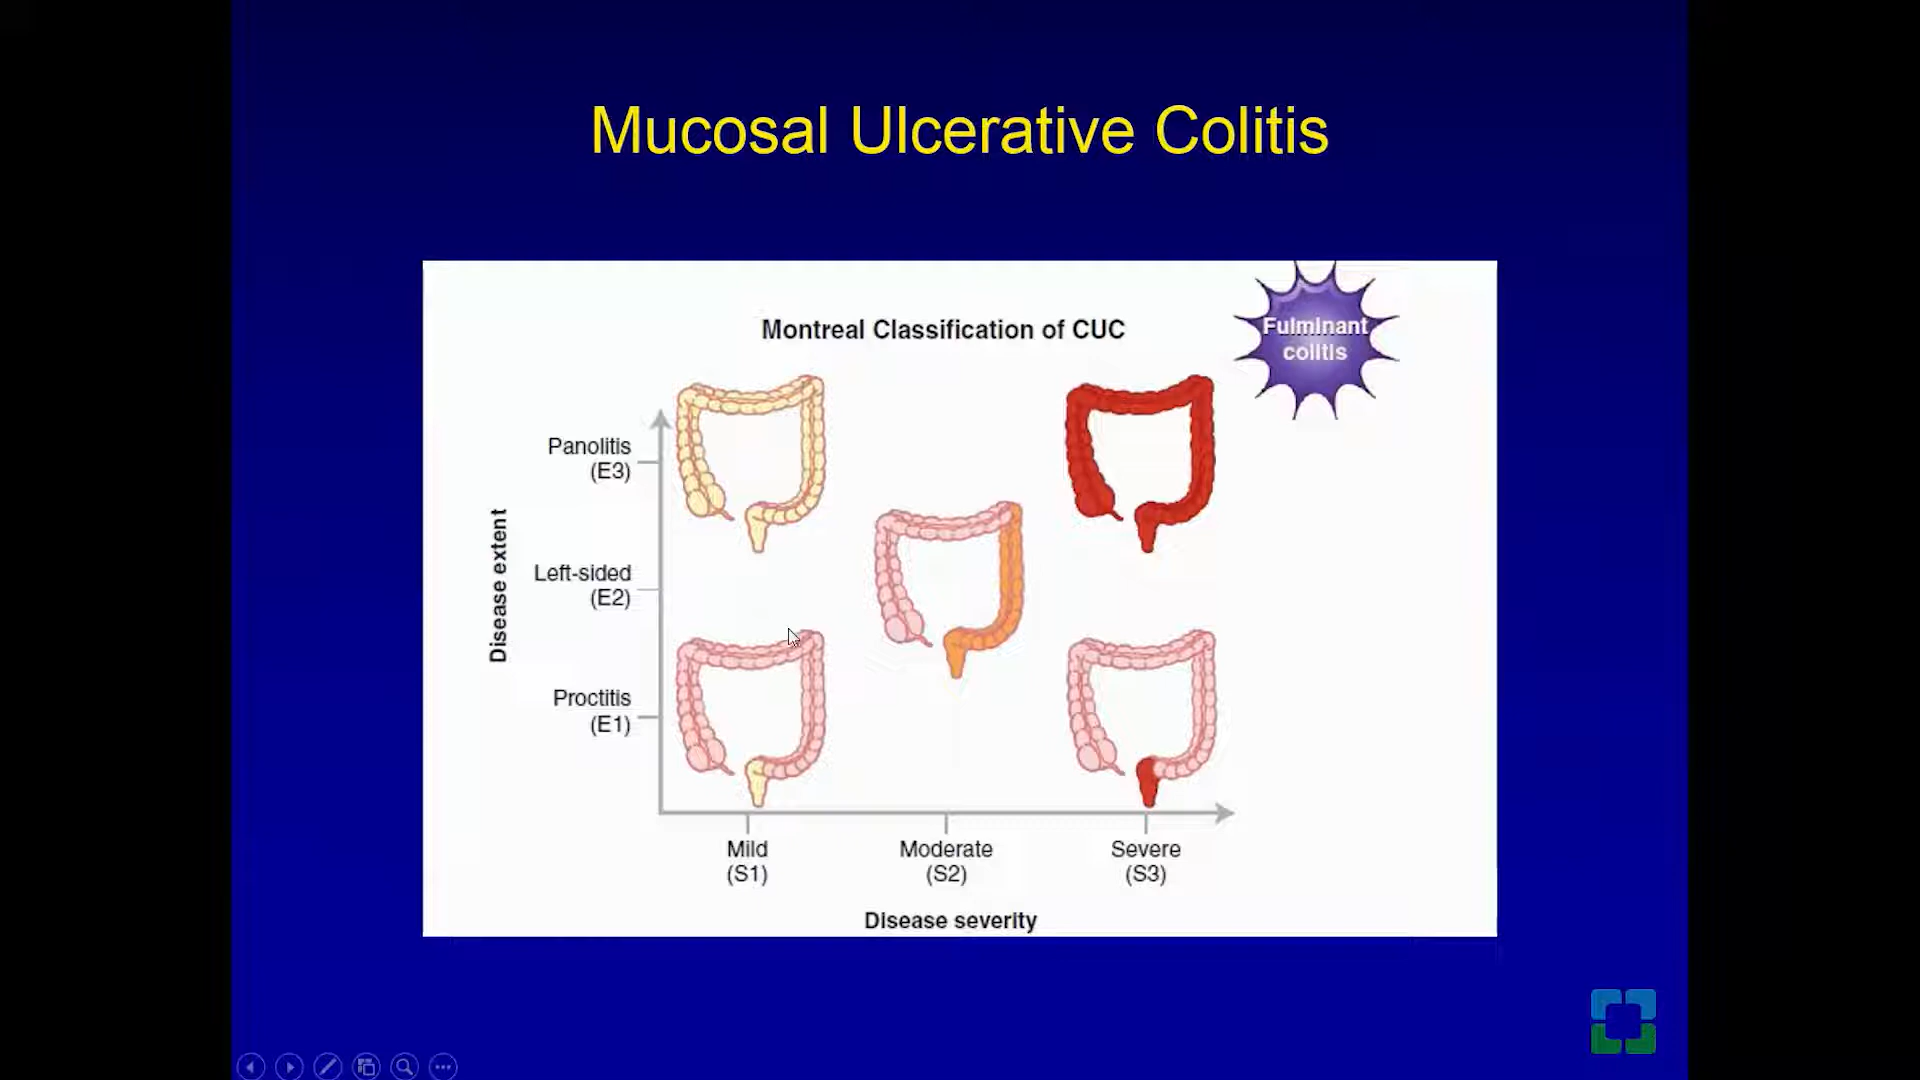 Mucosal Ulcerative Colitis
Montreal Classification of CUC
Fulminant
colitis
Disease extent
Panolitis
(E3)
Left-sided
(E2)
Proctitis
(E1)
Mild
(S1)
Moderate
(S2)
Severe
(S3)
Disease severity